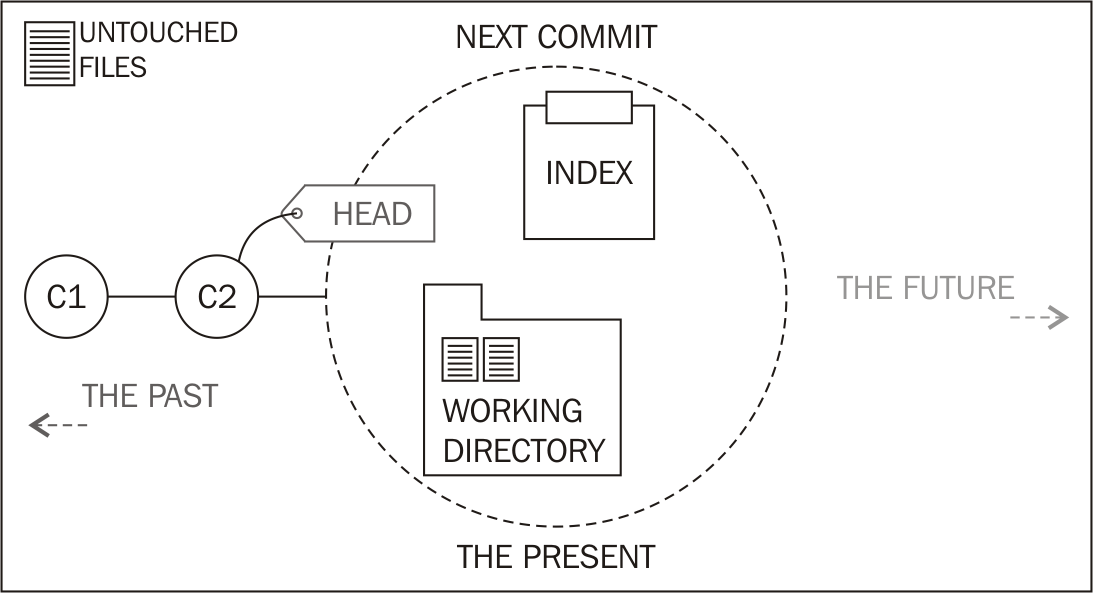 UNTOUCHED
FILES
NEXT COMMIT
INDEX
HEAD
C1
C2
THE FUTURE
THE PAST
WORKING
DIRECTORY
THE PRESENT